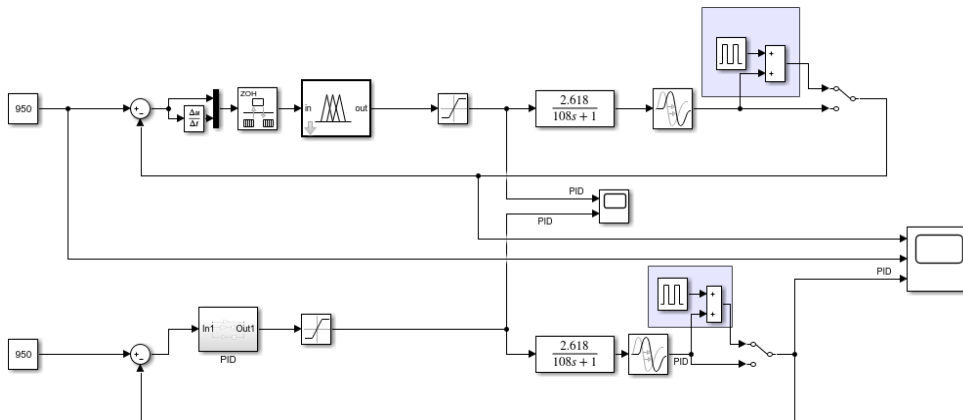 950
+
−
Δu
Δt
ZOH
in
out
2.618
108s + 1
+
+
PID
PID
PID
950
+
−
In1
Out1
PID
2.618
108s + 1
+
+
PID